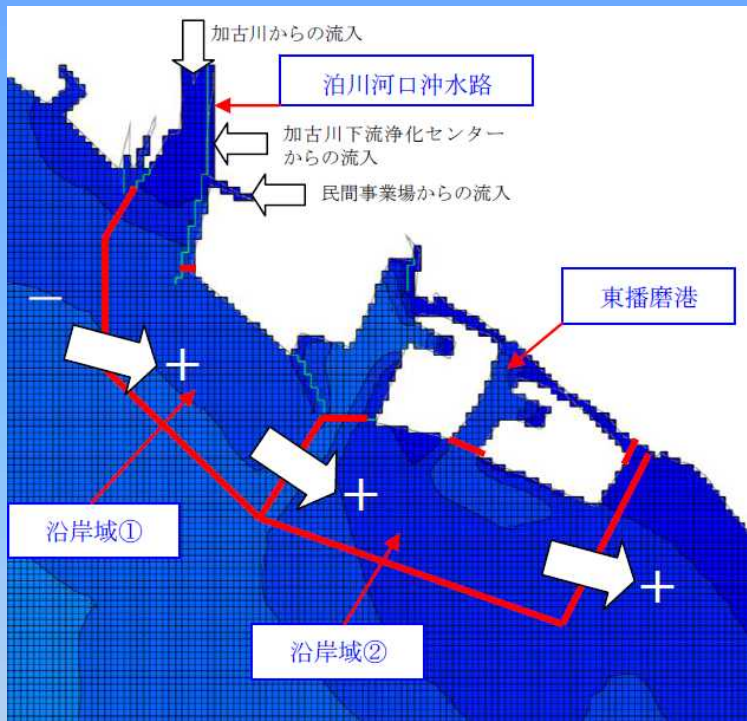 加古川からの流入
泊川河口沖水路
加古川下流浄化センター
からの流入
民間事業場からの流入
東播磨港
－
＋
＋
沿岸域①
＋
沿岸域②